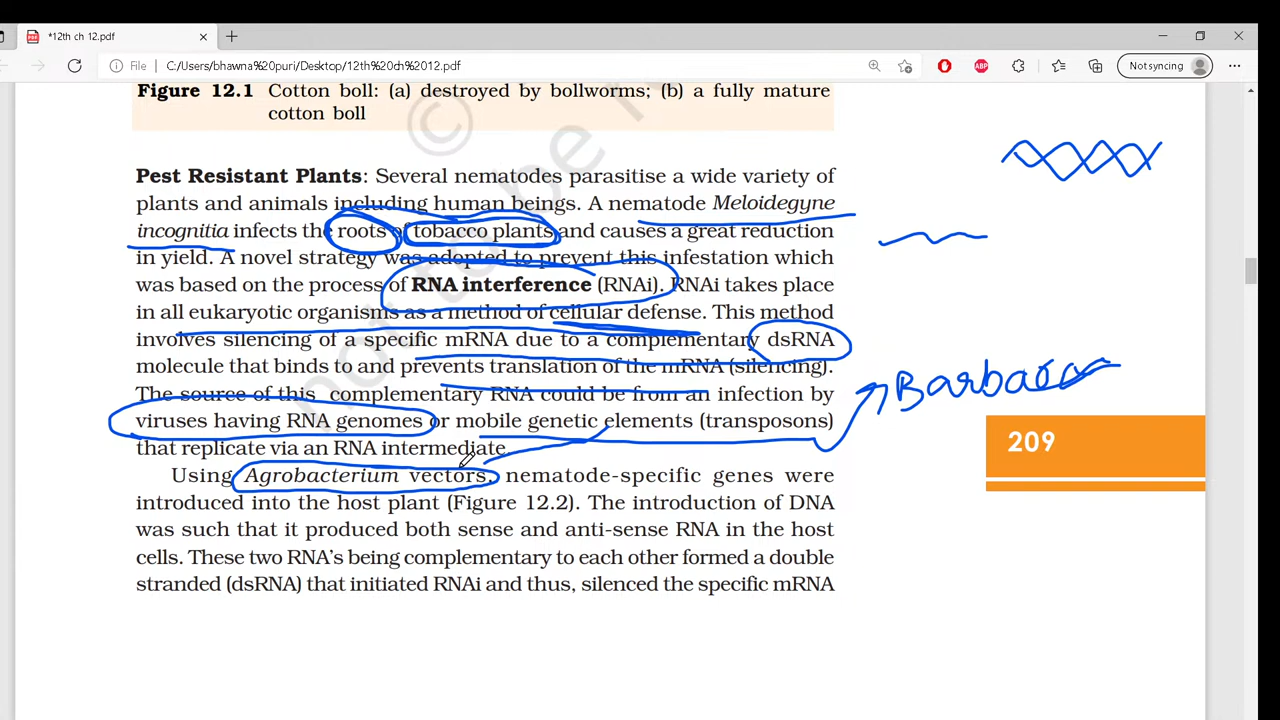 *12th ch 12.pdf
File C:/Users/bhawna%20puri/Desktop/12th%20ch%2012.pdf
ABP
Not syncing
Figure 12.1 Cotton boll: (a) destroyed by bollworms; (b) a fully mature
cotton boll
Pest Resistant Plants: Several nematodes parasitise a wide variety of
plants and animals including human beings. A nematode Meloidegyne
incognitia infects the roots of tobacco plants and causes a great reduction
in yield. A novel strategy was adopted to prevent this infestation which
was based on the process of RNA interference (RNAi). RNAi takes place
in all eukaryotic organisms as a method of cellular defense. This method
involves silencing of a specific mRNA due to a complementary dsRNA
molecule that binds to and prevents translation of the mRNA (silencing).
The source of this complementary RNA could be from an infection by
viruses having RNA genomes or mobile genetic elements (transposons)
that replicate via an RNA intermediate.
Using Agrobacterium vectors, nematode-specific genes were
introduced into the host plant (Figure 12.2). The introduction of DNA
was such that it produced both sense and anti-sense RNA in the host
cells. These two RNA's being complementary to each other formed a double
stranded (dsRNA) that initiated RNAi and thus, silenced the specific mRNA
209
© not to be